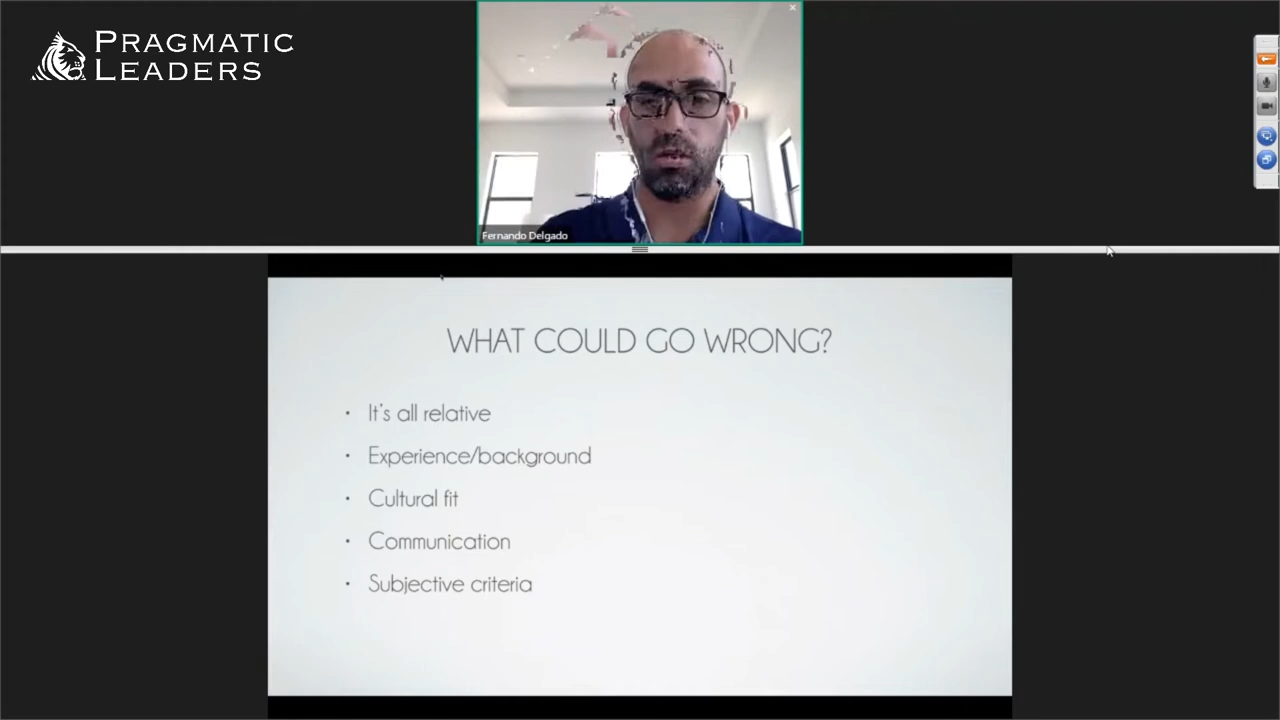 PRAGMATIC
LEADERS
Fernando Delgado
WHAT COULD GO WRONG?
• It's all relative
• Experience/background
• Cultural fit
• Communication
• Subjective criteria